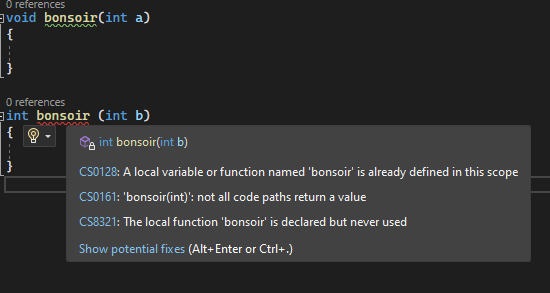 0 references
void bonsoir(int a)
{
}
0 references
int bonsoir (int b)
{
}
int bonsoir(int b)
CS0128: A local variable or function named 'bonsoir' is already defined in this scope
CS0161: 'bonsoir(int)': not all code paths return a value
CS8321: The local function 'bonsoir' is declared but never used
Show potential fixes (Alt+Enter or Ctrl+.)